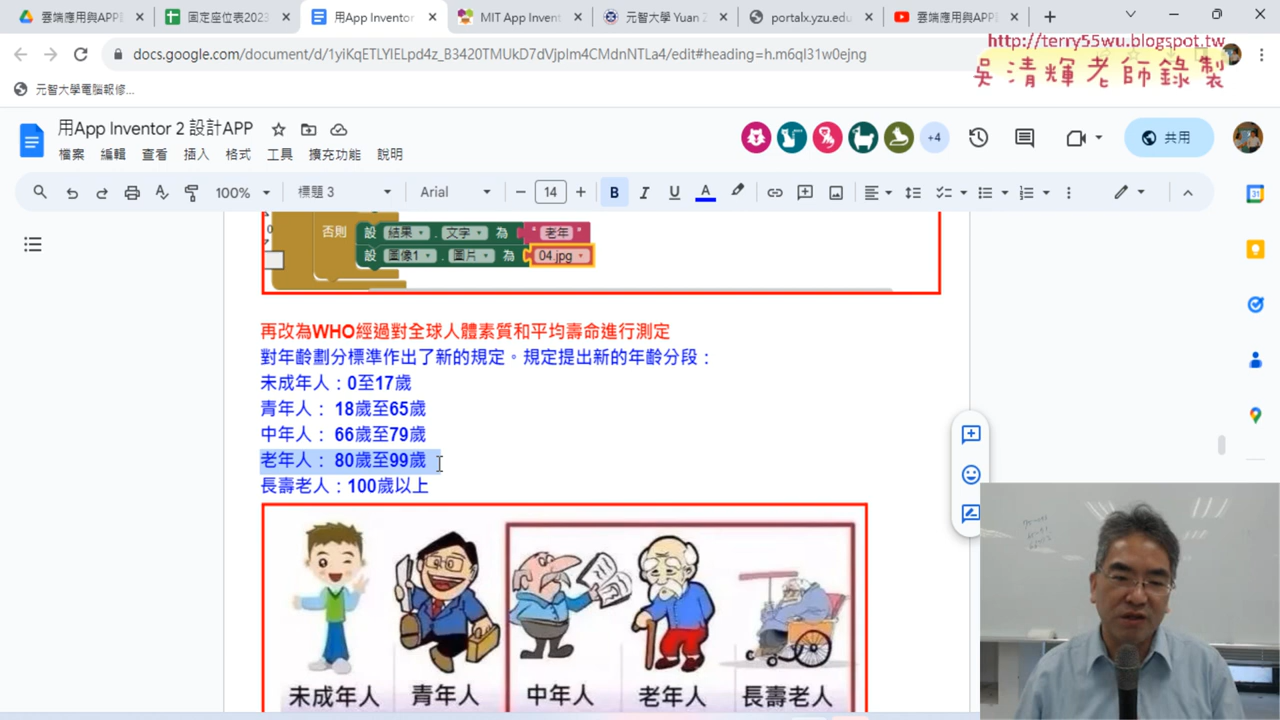 雲端應用與APP
固定座位表2023
用App Inventor
MIT App Invent
元智大學 Yuan Z
portalx.yzu.edu
雲端應用與APP
docs.google.com/document/d/1yiKqETLYlELpd4z_B3420TMUkD7dVjpIm4CMdnNTLa4/edit#heading=h.m6ql31w0ejng
http://terry55wu.blogspot.tw
吳清輝老師錄製
元智大學電腦報修...
用App Inventor 2 設計APP
檔案 編輯 查看 插入 格式 工具 擴充功能 說明
+4
共用
100% 標題 3 Arial 14 B I U A
31
否則 設 結果 . 文字 為 " 老年 "
設 圖像1 . 圖片 為 04.jpg
再改為WHO經過對全球人體素質和平均壽命進行測定
對年齡劃分標準作出了新的規定。規定提出新的年齡分段：
未成年人：0至17歲
青年人： 18歲至65歲
中年人： 66歲至79歲
老年人： 80歲至99歲
長壽老人：100歲以上
未成年人 青年人 中年人 老年人 長壽老人